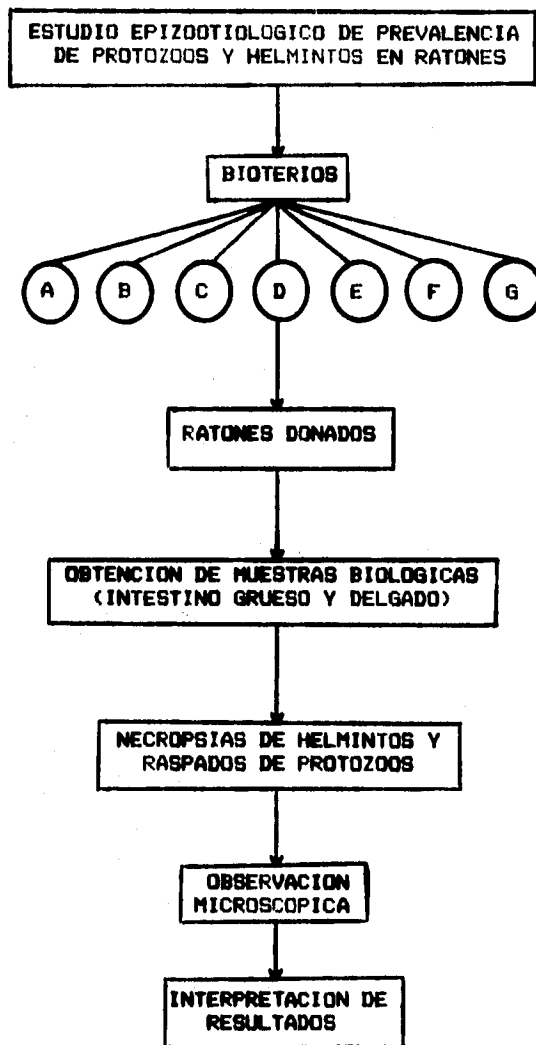 ESTUDIO EPIZOOTIOLOGICO DE PREVALENCIA
DE PROTOZOOS Y HELMINTOS EN RATONES
BIOTERIOS
A B C D E F G
RATONES DONADOS
OBTENCION DE MUESTRAS BIOLOGICAS
(INTESTINO GRUESO Y DELGADO)
NECROPSIAS DE HELMINTOS Y
RASPADOS DE PROTOZOOS
OBSERVACION
MICROSCOPICA
INTERPRETACION DE
RESULTADOS